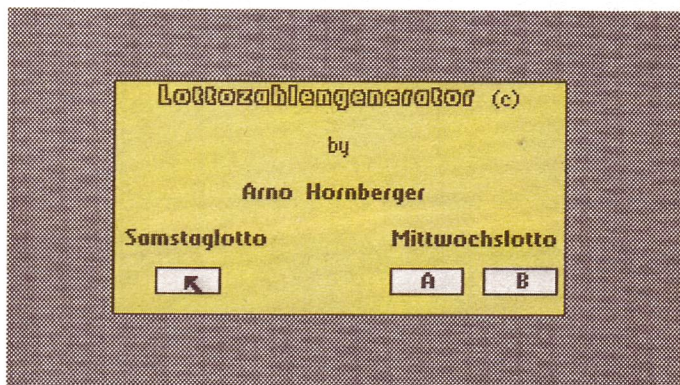 Lottozahlengenerator (c)
by
Arno Hornberger
Samstaglotto Mittwochslotto
A B